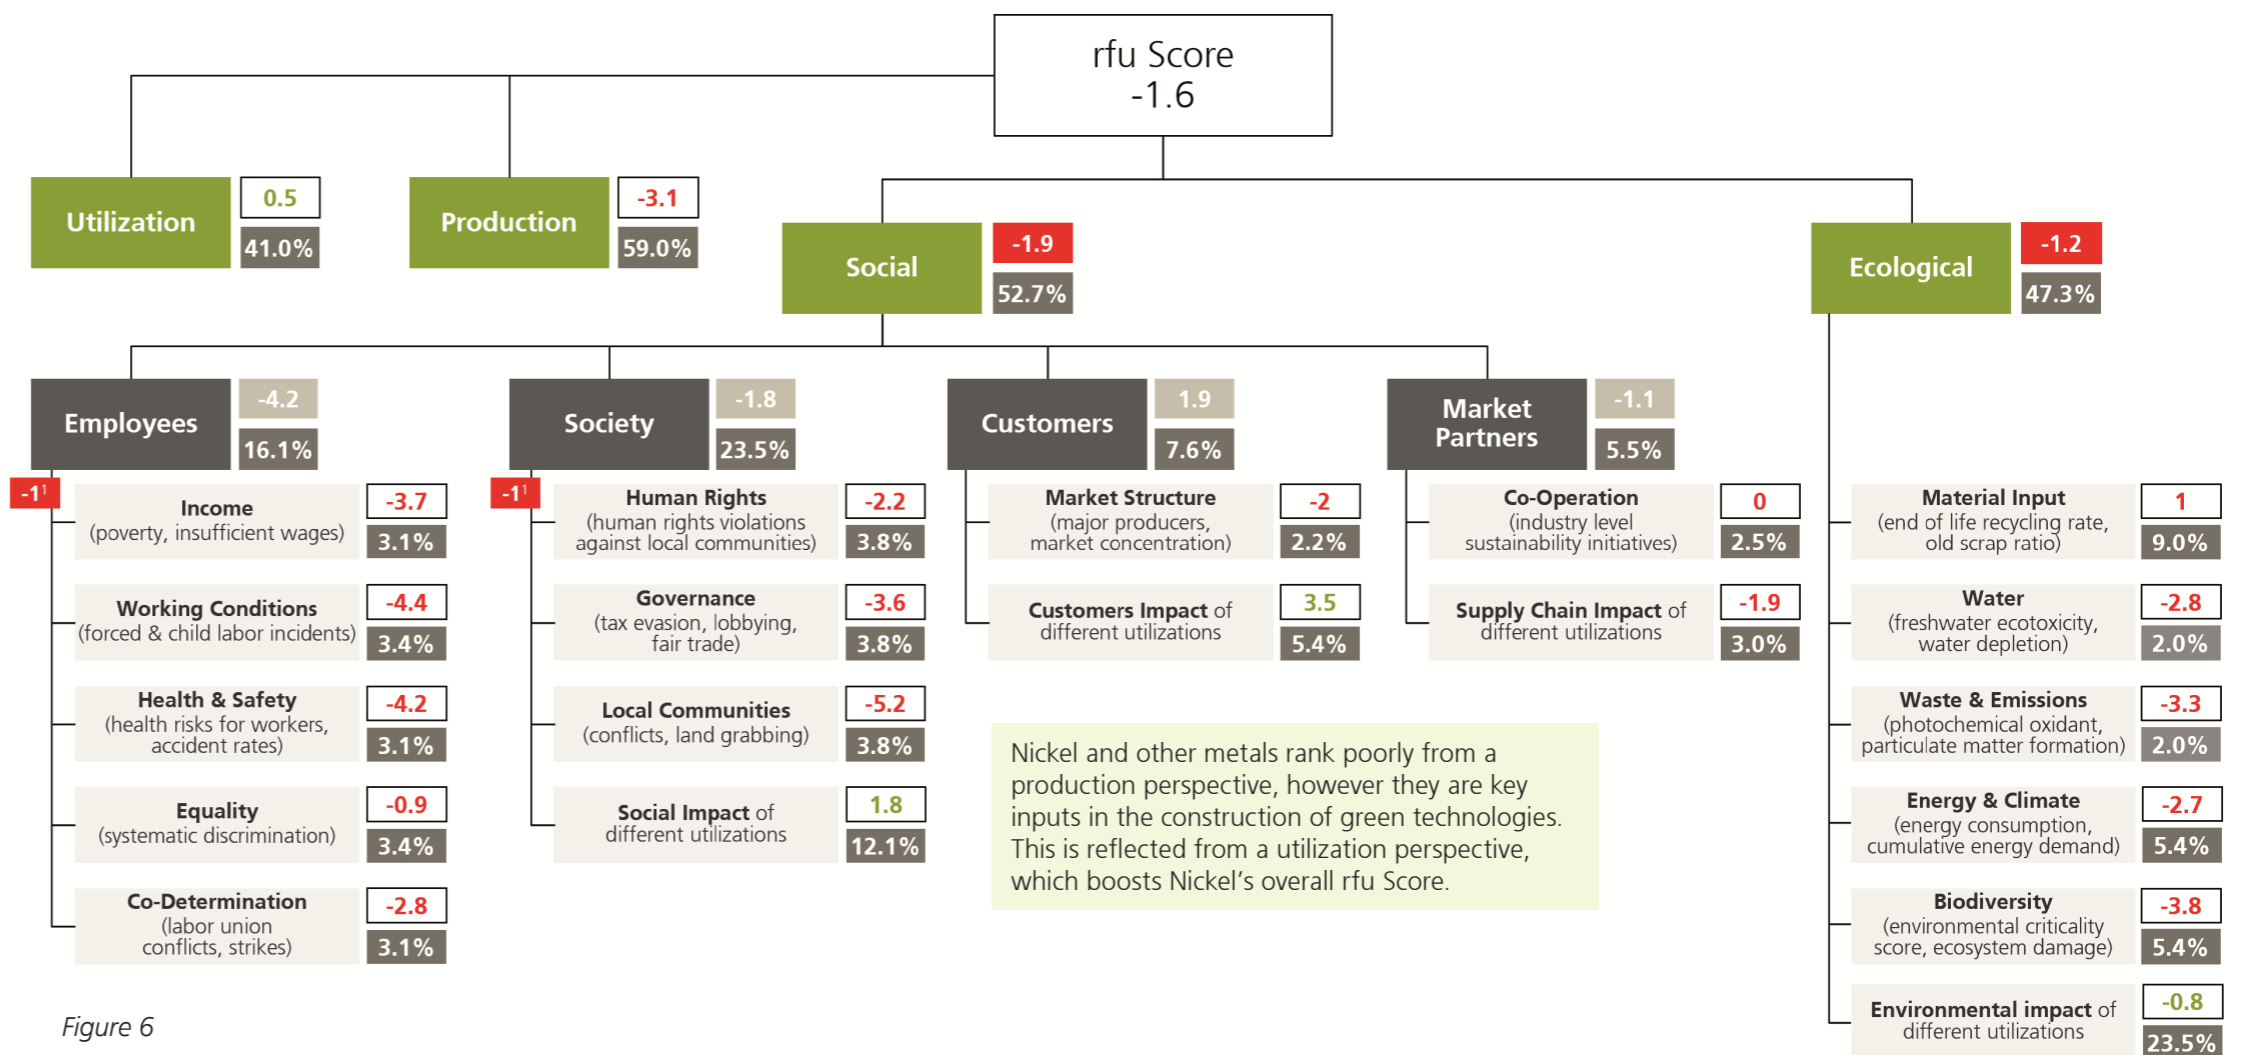 rfu Score
-1.6
Utilization
0.5
41.0%
Production
-3.1
59.0%
Social
-1.9
52.7%
Ecological
-1.2
47.3%
Employees
-4.2
16.1%
-1¹
Income
(poverty, insufficient wages)
-3.7
3.1%
Working Conditions
(forced & child labor incidents)
-4.4
3.4%
Health & Safety
(health risks for workers,
accident rates)
-4.2
3.1%
Equality
(systematic discrimination)
-0.9
3.4%
Co-Determination
(labor union
conflicts, strikes)
-2.8
3.1%
Society
-1.8
23.5%
-1¹
Human Rights
(human rights violations
against local communities)
-2.2
3.8%
Governance
(tax evasion, lobbying,
fair trade)
-3.6
3.8%
Local Communities
(conflicts, land grabbing)
-5.2
3.8%
Social Impact of
different utilizations
1.8
12.1%
Customers
1.9
7.6%
Market Structure
(major producers,
market concentration)
-2
2.2%
Customers Impact of
different utilizations
3.5
5.4%
Market
Partners
-1.1
5.5%
Co-Operation
(industry level
sustainability initiatives)
0
2.5%
Supply Chain Impact of
different utilizations
-1.9
3.0%
Material Input
(end of life recycling rate,
old scrap ratio)
1
9.0%
Water
(freshwater ecotoxicity,
water depletion)
-2.8
2.0%
Waste & Emissions
(photochemical oxidant,
particulate matter formation)
-3.3
2.0%
Energy & Climate
(energy consumption,
cumulative energy demand)
-2.7
5.4%
Biodiversity
(environmental criticality
score, ecosystem damage)
-3.8
5.4%
Environmental impact of
different utilizations
-0.8
23.5%
Nickel and other metals rank poorly from a
production perspective, however they are key
inputs in the construction of green technologies.
This is reflected from a utilization perspective,
which boosts Nickel's overall rfu Score.
Figure 6